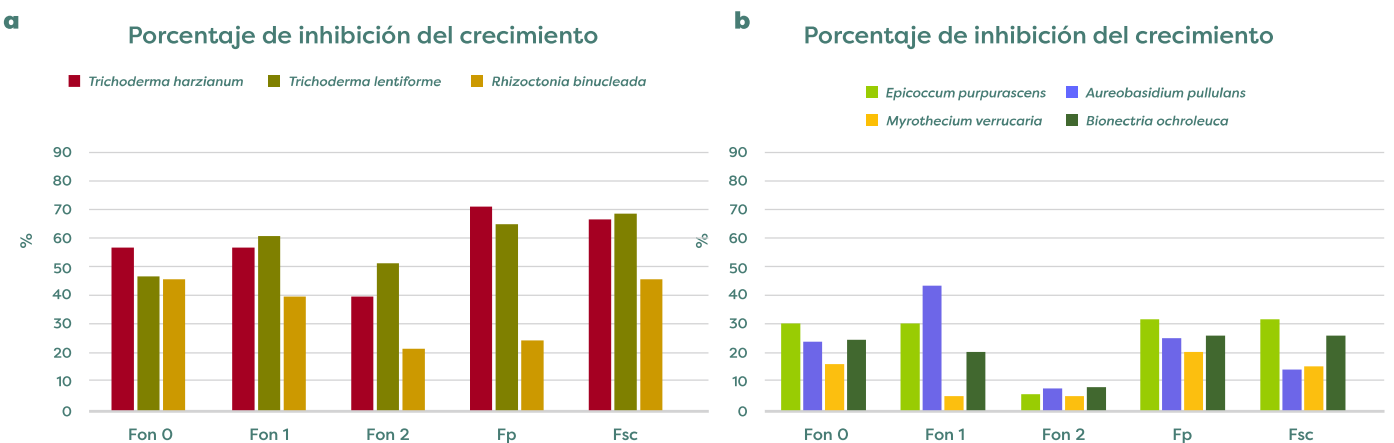 a
Porcentaje de inhibición del crecimiento
Trichoderma harzianum Trichoderma lentiforme Rhizoctonia binucleada
%
90
80
70
60
50
40
30
20
10
0
Fon 0 Fon 1 Fon 2 Fp Fsc
b
Porcentaje de inhibición del crecimiento
Epicoccum purpurascens Aureobasidium pullulans
Myrothecium verrucaria Bionectria ochroleuca
%
90
80
70
60
50
40
30
20
10
0
Fon 0 Fon 1 Fon 2 Fp Fsc